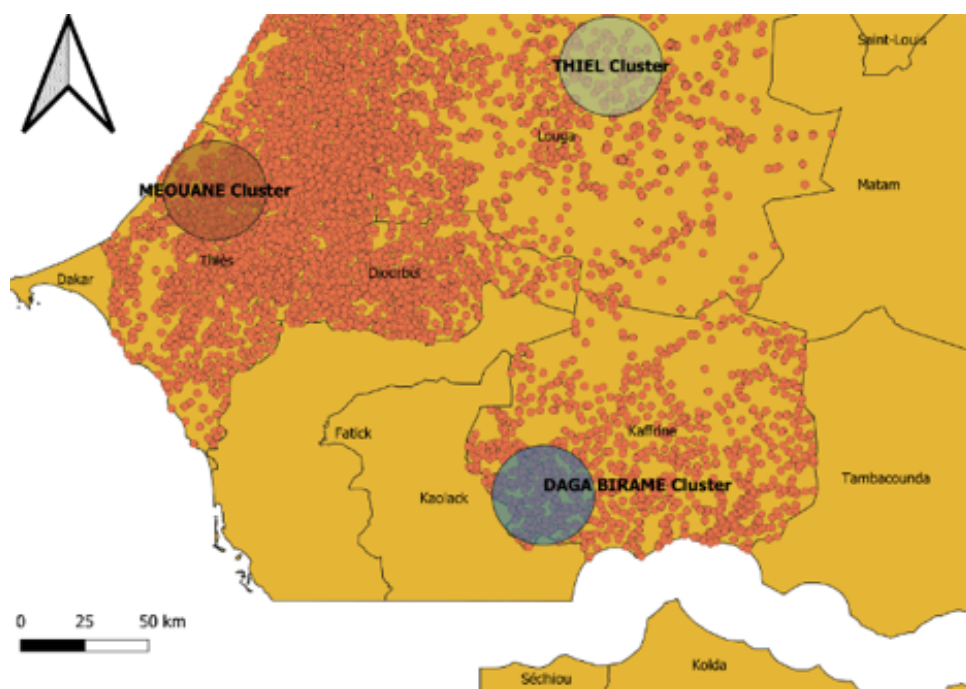 Saint-Louis
THIEL Cluster
Louga
MEOUANE Cluster
Matam
Thiès
Diourbel
Dakar
Fatick
Kaffrine
Kaolack
DAGA BIRAME Cluster
Tambacounda
0 25 50 km
Kolda
Séchiou